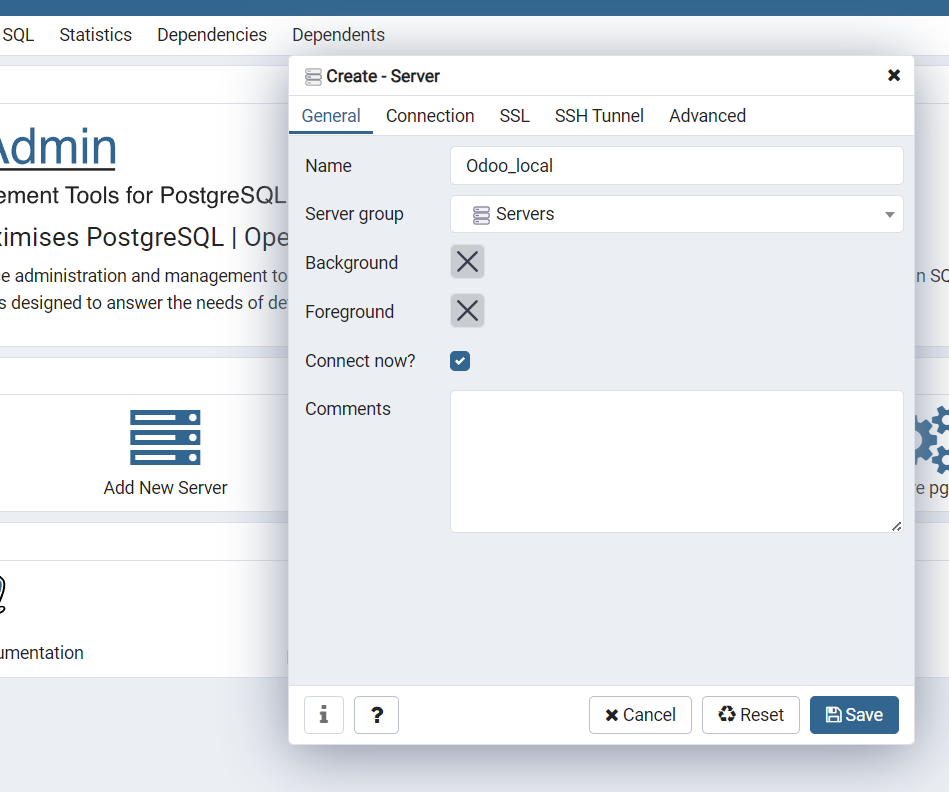 SQL Statistics Dependencies Dependents
Create - Server
General Connection SSL SSH Tunnel Advanced
Admin
ement Tools for PostgreSQL
ximises PostgreSQL | Ope
e administration and management to
s designed to answer the needs of de
n SQ
Name Odoo_local
Server group Servers
Background
Foreground
Connect now?
Comments
Add New Server
re pg
umentation
i ? Cancel Reset Save